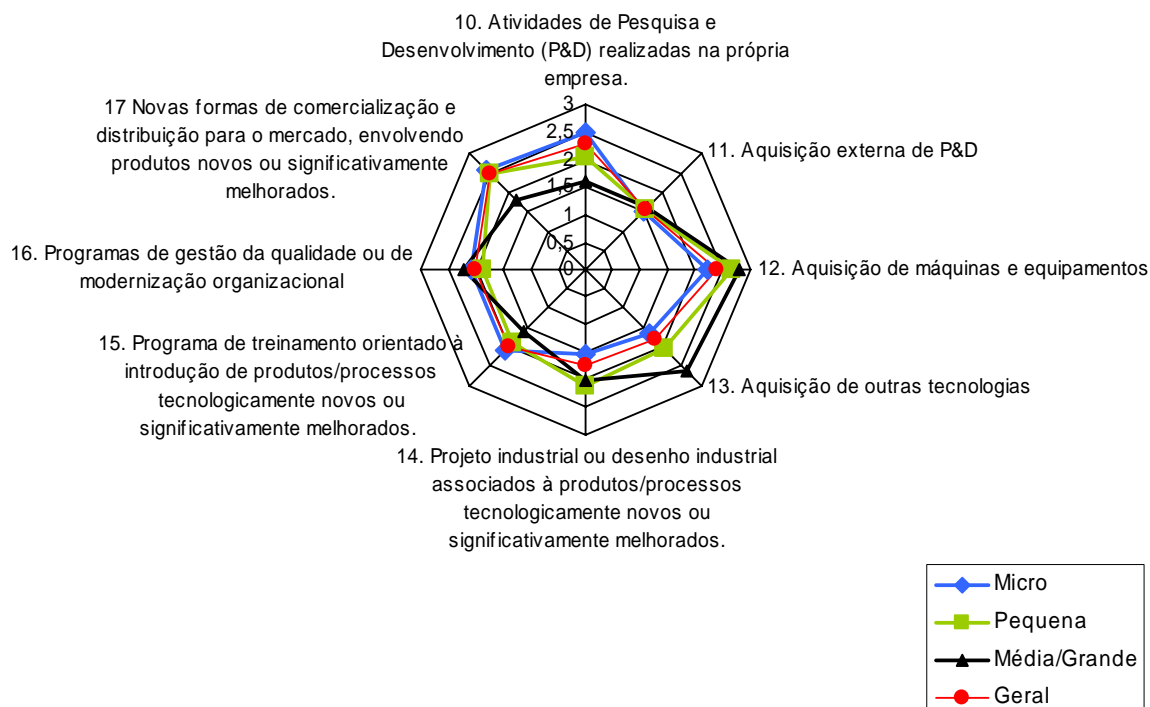 10. Atividades de Pesquisa e
Desenvolvimento (P&D) realizadas na própria
empresa.
17 Novas formas de comercialização e
distribuição para o mercado, envolvendo
produtos novos ou significativamente
melhorados.
3
2,5
2
1,5
1
0,5
0
11. Aquisição externa de P&D
16. Programas de gestão da qualidade ou de
modernização organizacional
12. Aquisição de máquinas e equipamentos
15. Programa de treinamento orientado à
introdução de produtos/processos
tecnologicamente novos ou
significativamente melhorados.
13. Aquisição de outras tecnologias
14. Projeto industrial ou desenho industrial
associados à produtos/processos
tecnologicamente novos ou
significativamente melhorados.
Micro
Pequena
Média/Grande
Geral